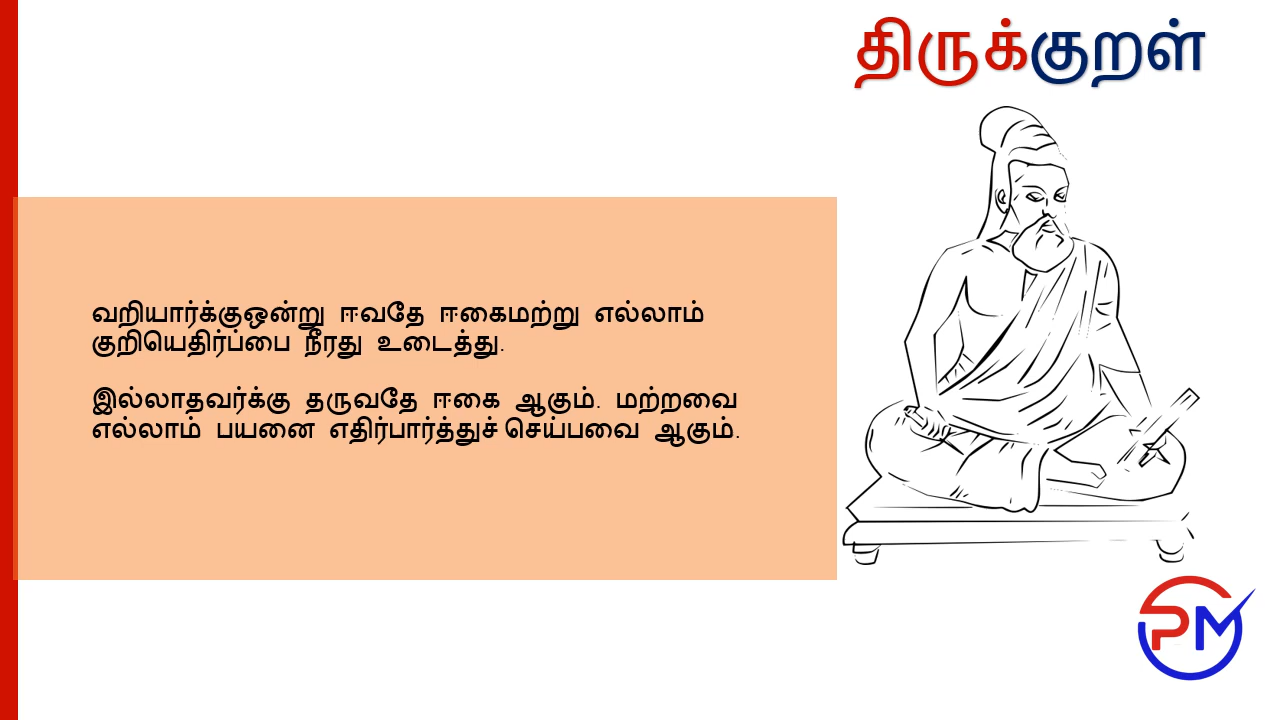 திருக்குறள்
வறியார்க்குஒன்று ஈவதே ஈகைமற்று எல்லாம்
குறியெதிர்ப்பை நீரது உடைத்து.
இல்லாதவர்க்கு தருவதே ஈகை ஆகும். மற்றவை
எல்லாம் பயனை எதிர்பார்த்துச் செய்பவை ஆகும்.
PM